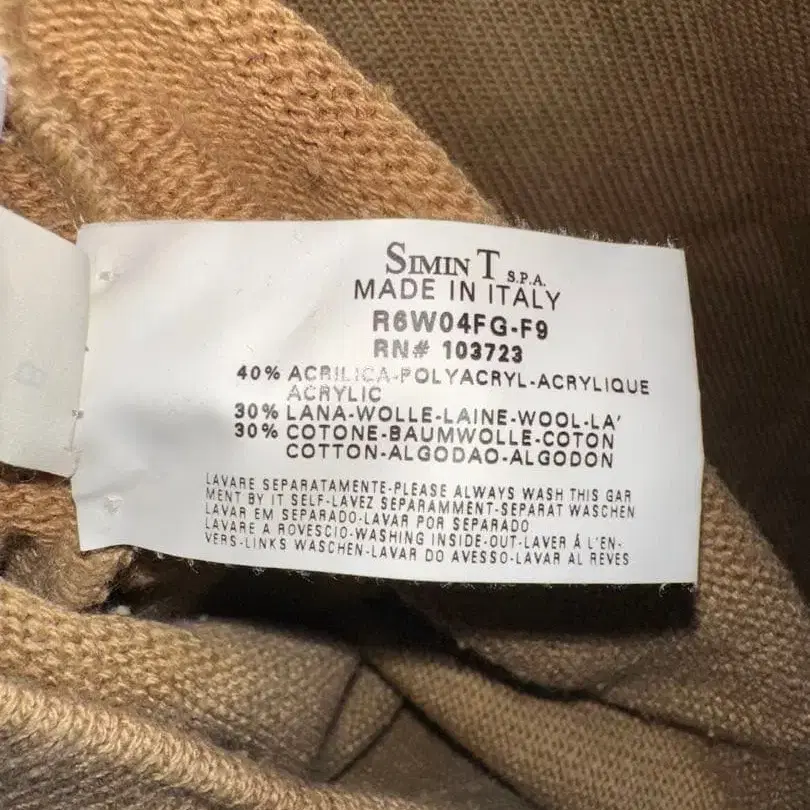 SIMIN T S.P.A.
MADE IN ITALY
R6W04FG-F9
RN# 103723
40% ACRILICA-POLYACRYL-ACRYLIQUE
ACRYLIC
30% LANA-WOLLE-LAINE-WOOL-LA'
30% COTONE-BAUMWOLLE-COTON
COTTON-ALGODAO-ALGODON
LAVARE SEPARATAMENTE-PLEASE ALWAYS WASH THIS GAR
MENT BY IT SELF-LAVEZ SEPARAMMENT-SEPARAT WASCHEN
LAVAR EM SEPARADO-LAVAR POR SEPARADO
LAVARE A ROVESCIO-WASHING INSIDE-OUT-LAVER À L'EN-
VERS-LINKS WASCHEN-LAVAR DO AVESSO-LAVAR AL REVES